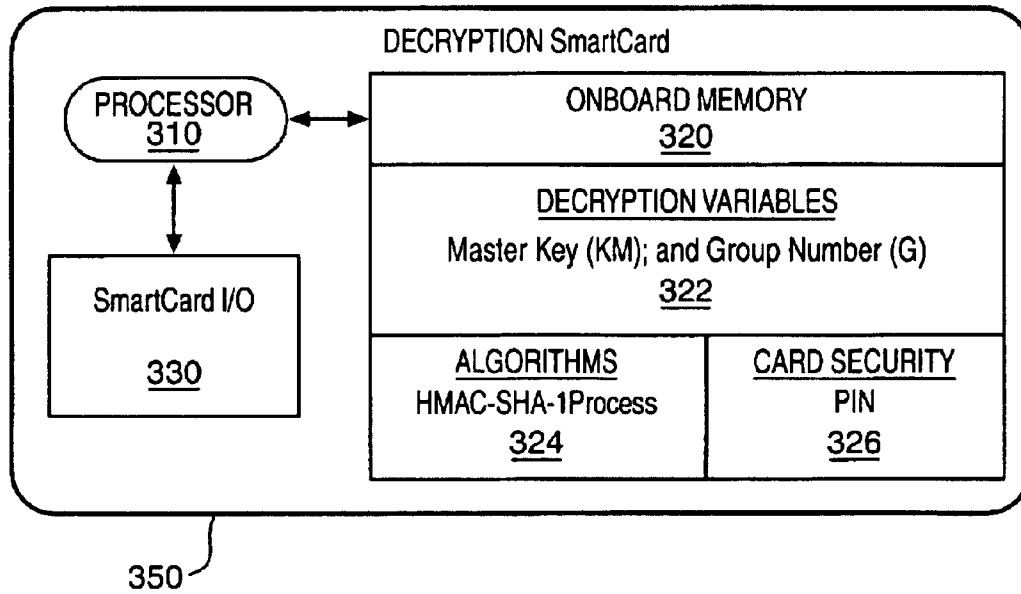 DECRYPTION SmartCard
PROCESSOR
310
SmartCard I/O
330
ONBOARD MEMORY
320
DECRYPTION VARIABLES
Master Key (KM); and Group Number (G)
322
ALGORITHMS
HMAC-SHA-1Process
324
CARD SECURITY
PIN
326
350